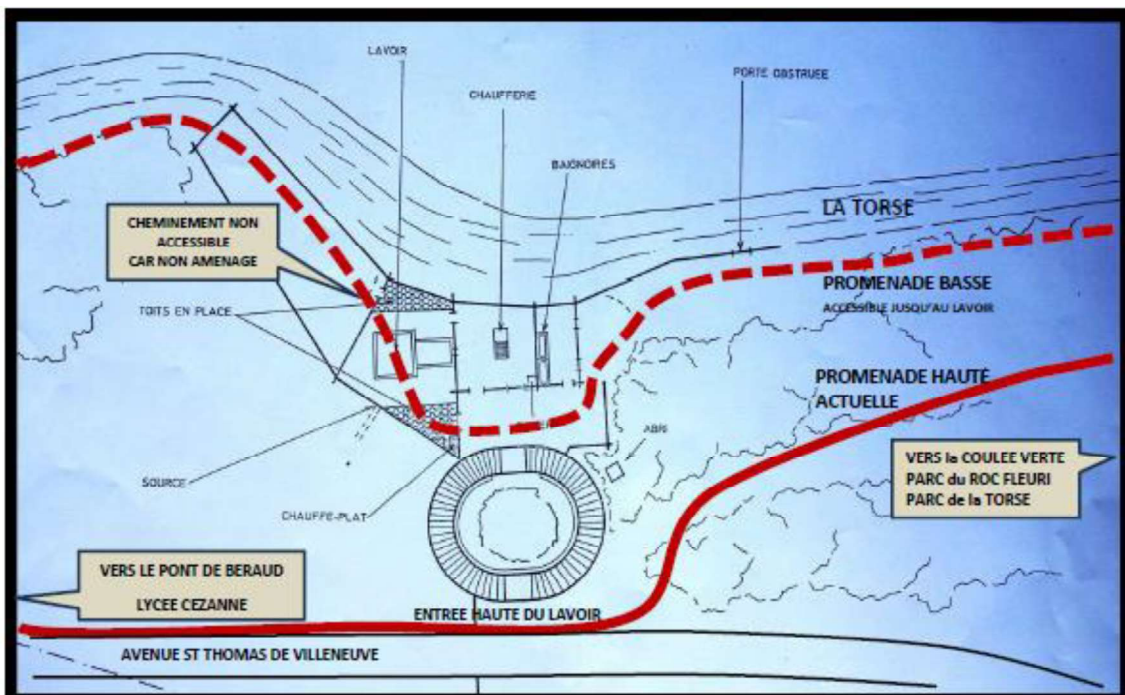 LAVOIR
CHAUFFERIE
PORTE OBSTRUEE
BAIGNOIRES
LA TORSE
CHEMINEMENT NON
ACCESSIBLE
CAR NON AMENAGE
PROMENADE BASSE
ACCESSIBLE JUSQU'AU LAVOIR
TOITS EN PLACE
PROMENADE HAUTE
ACTUELLE
ABRI
VERS la COULEE VERTE
PARC du ROC FLEURI
PARC de la TORSE
SOURCE
CHAUFFE-PLAT
VERS LE PONT DE BERAUD
LYCEE CEZANNE
ENTREE HAUTE DU LAVOIR
AVENUE ST THOMAS DE VILLENEUVE